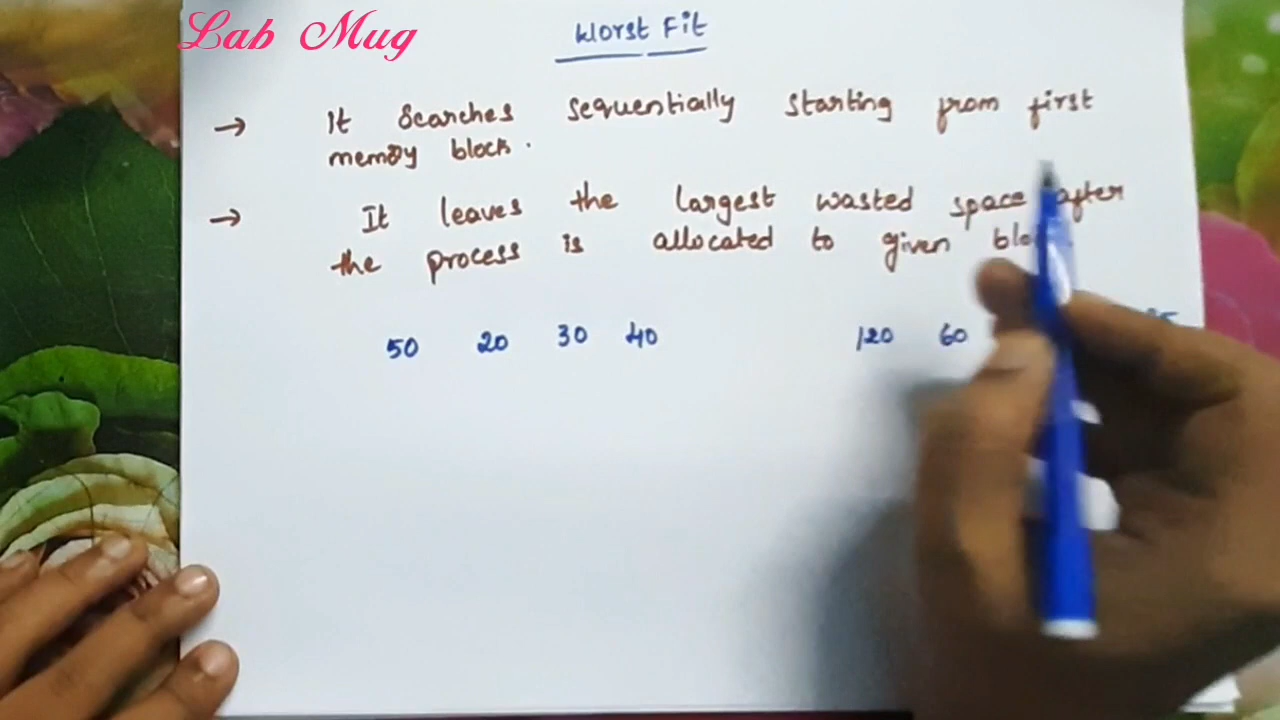 Lab Mug
Worst Fit
→ It Searches sequentially starting from first
memory block.
→ It leaves the largest wasted space after
the process is allocated to given
50 20 30 40 120 60